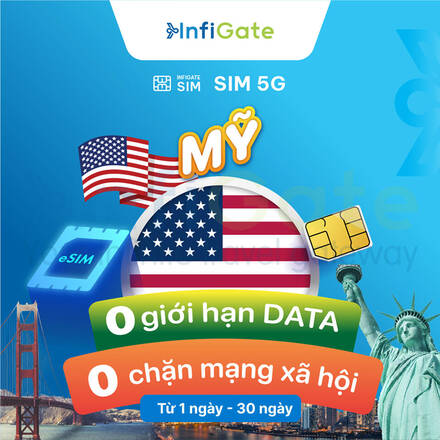 InfiGate
INFIGATE
SIM
SIM 5G
MỸ
eSIM
0 giới hạn DATA
0 chặn mạng xã hội
Từ 1 ngày - 30 ngày